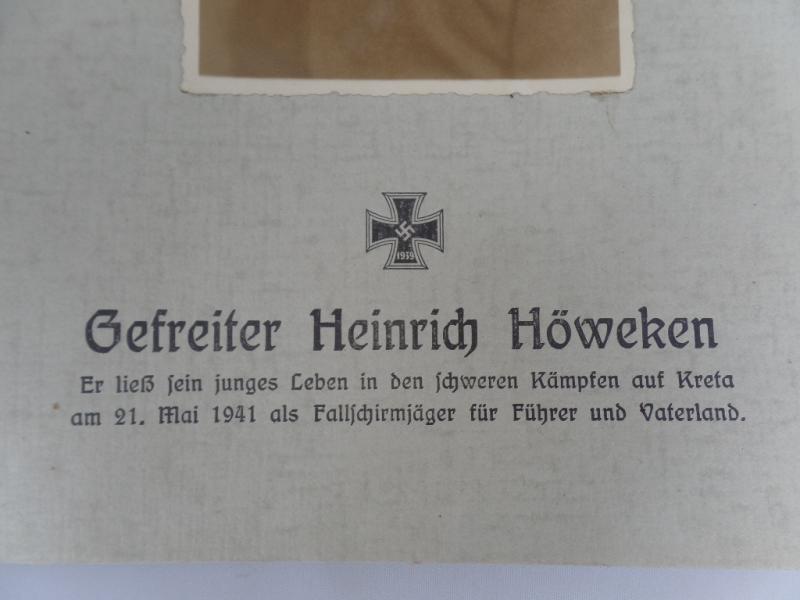 1939
Gefreiter Heinrich Höweken
Er ließ sein junges Leben in den schweren Kämpfen auf Kreta
am 21. Mai 1941 als Fallschirmjäger für Führer und Vaterland.